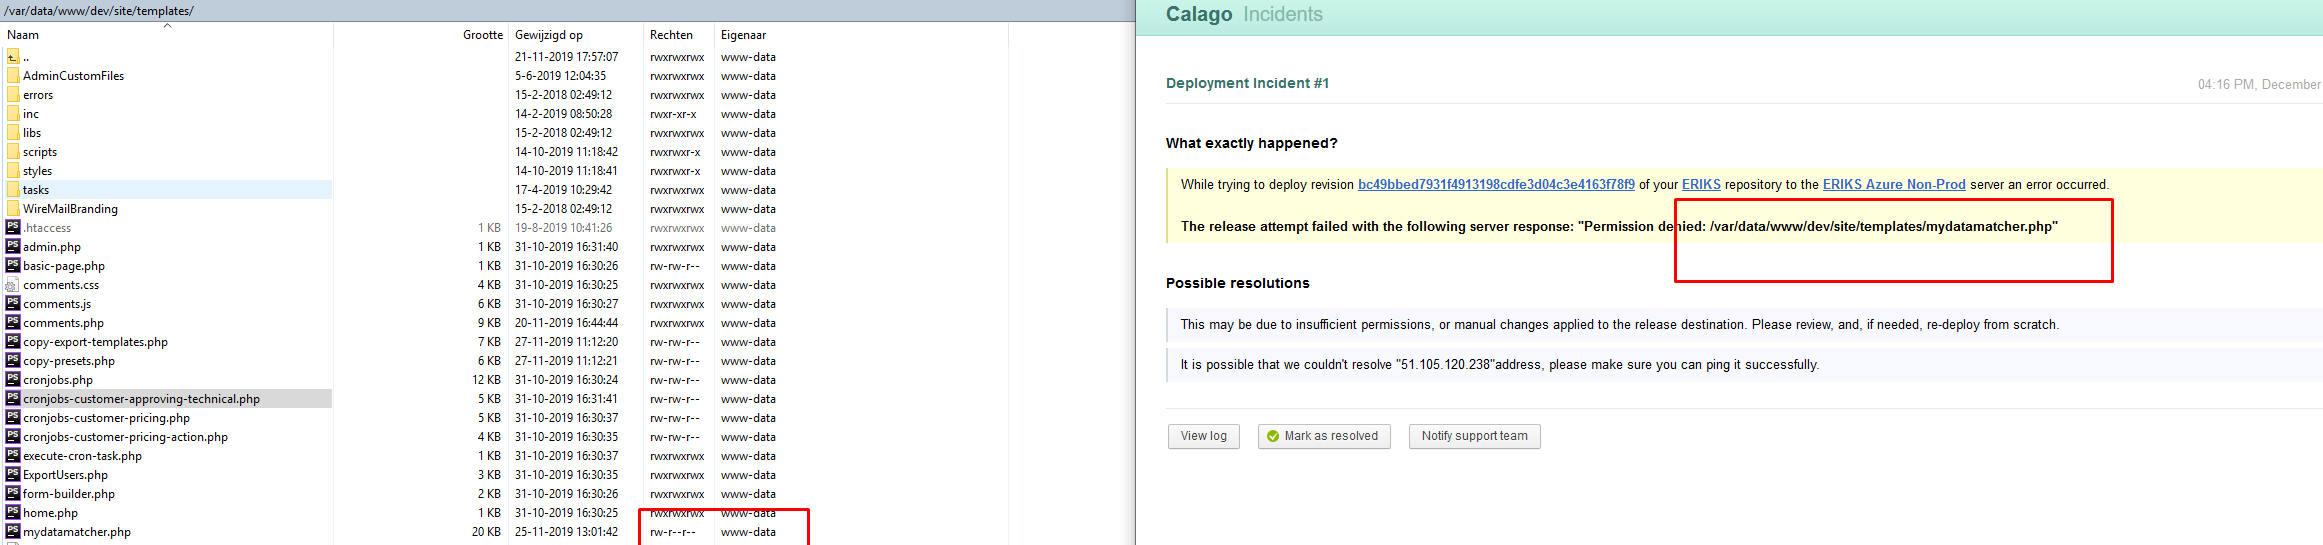 /var/data/www/dev/site/templates/
Naam Grootte Gewijzigd op Rechten Eigenaar
.. 21-11-2019 17:57:07 rwxrwxrwx www-data
AdminCustomFiles 5-6-2019 12:04:35 rwxrwxrwx www-data
errors 15-2-2018 02:49:12 rwxrwxrwx www-data
inc 14-2-2019 08:50:28 rwxr-xr-x www-data
libs 15-2-2018 02:49:12 rwxrwxrwx www-data
scripts 14-10-2019 11:18:42 rwxrwxr-x www-data
styles 14-10-2019 11:18:41 rwxrwxr-x www-data
tasks 17-4-2019 10:29:42 rwxrwxrwx www-data
WireMailBranding 15-2-2018 02:49:12 rwxrwxrwx www-data
.htaccess 1 KB 19-8-2019 10:41:26 rwxrwxrwx www-data
admin.php 1 KB 31-10-2019 16:31:40 rwxrwxrwx www-data
basic-page.php 1 KB 31-10-2019 16:30:26 rw-rw-r-- www-data
comments.css 4 KB 31-10-2019 16:30:25 rwxrwxrwx www-data
comments.js 6 KB 31-10-2019 16:30:27 rwxrwxrwx www-data
comments.php 9 KB 20-11-2019 16:44:44 rwxrwxrwx www-data
copy-export-templates.php 7 KB 27-11-2019 11:12:20 rw-rw-r-- www-data
copy-presets.php 6 KB 27-11-2019 11:12:21 rw-rw-r-- www-data
cronjobs.php 12 KB 31-10-2019 16:30:24 rw-rw-r-- www-data
cronjobs-customer-approving-technical.php 5 KB 31-10-2019 16:31:41 rw-rw-r-- www-data
cronjobs-customer-pricing.php 5 KB 31-10-2019 16:30:37 rw-rw-r-- www-data
cronjobs-customer-pricing-action.php 4 KB 31-10-2019 16:30:35 rw-rw-r-- www-data
execute-cron-task.php 1 KB 31-10-2019 16:30:37 rwxrwxrwx www-data
ExportUsers.php 3 KB 31-10-2019 16:30:35 rwxrwxrwx www-data
form-builder.php 2 KB 31-10-2019 16:30:26 rwxrwxrwx www-data
home.php 1 KB 31-10-2019 16:30:25 rwxrwxrwx www-data
mydatamatcher.php 20 KB 25-11-2019 13:01:42 rw-r--r-- www-data
Calago Incidents
Deployment Incident #1 04:16 PM, December
What exactly happened?
While trying to deploy revision bc49bbed7931f4913198cdfe3d04c3e4163f78f9 of your ERIKS repository to the ERIKS Azure Non-Prod server an error occurred.
The release attempt failed with the following server response: "Permission denied: /var/data/www/dev/site/templates/mydatamatcher.php"
Possible resolutions
This may be due to insufficient permissions, or manual changes applied to the release destination. Please review, and, if needed, re-deploy from scratch.
It is possible that we couldn't resolve "51.105.120.238"address, please make sure you can ping it successfully.
View log Mark as resolved Notify support team